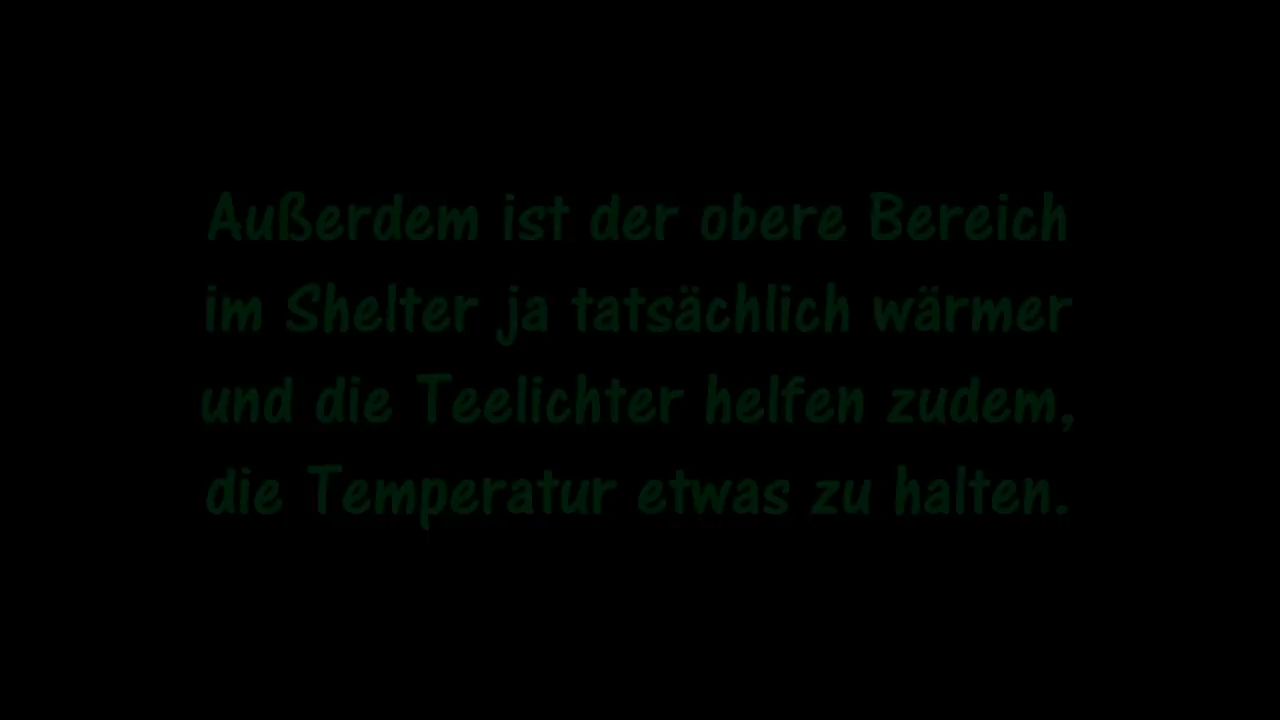 Außerdem ist der obere Bereich
im Shelter ja tatsächlich wärmer
und die Teelichter helfen zudem,
die Temperatur etwas zu halten.